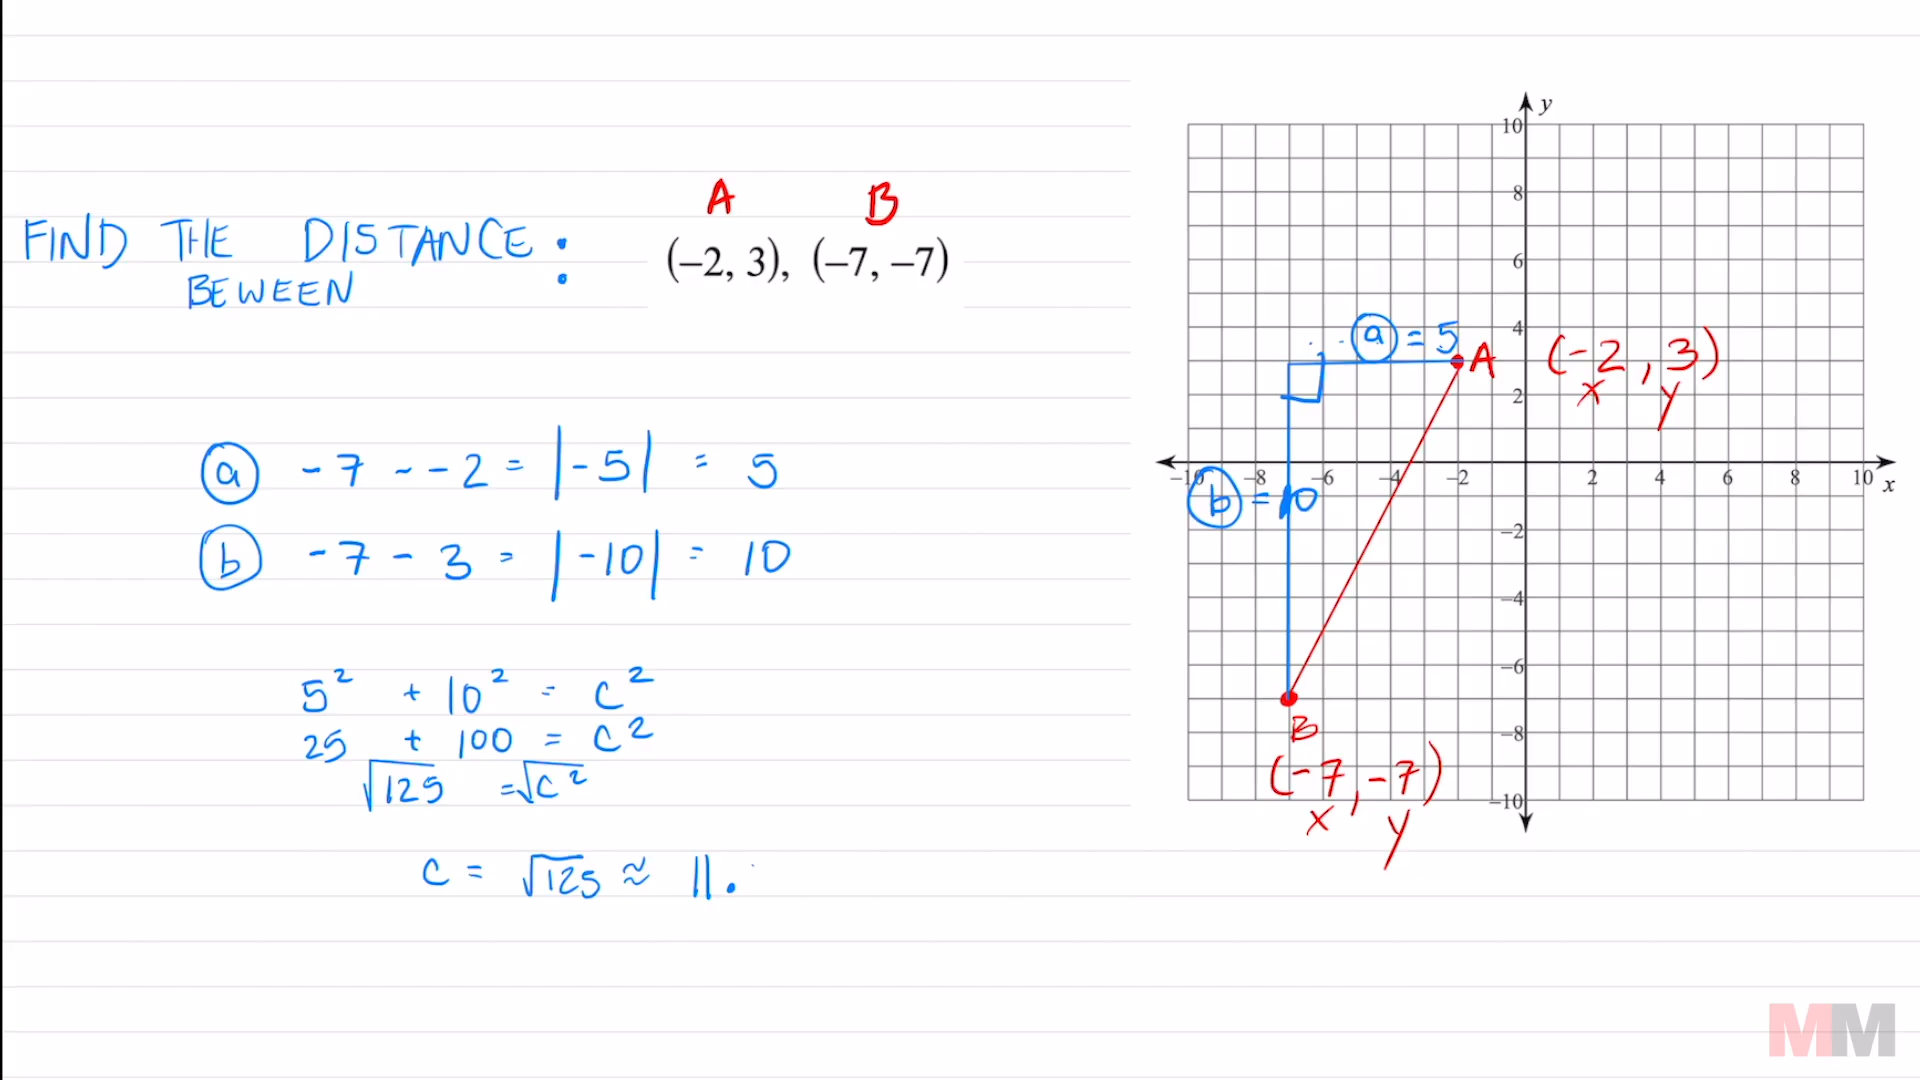 A B
FIND THE DISTANCE :
BEWEEN
(–2, 3), (–7, –7)
a -7 - -2 = |-5| = 5
b -7 - 3 = |-10| = 10
5² + 10² = c²
25 + 100 = c²
√125 = √c²
c = √125 ≈ 11.
y
10
8
6
4
2
–10 –8 –6 –4 –2 2 4 6 8 10 x
–2
–4
–6
–8
–10
a = 5
A (-2, 3)
x y
b = 10
B
(-7, -7)
x y
MM